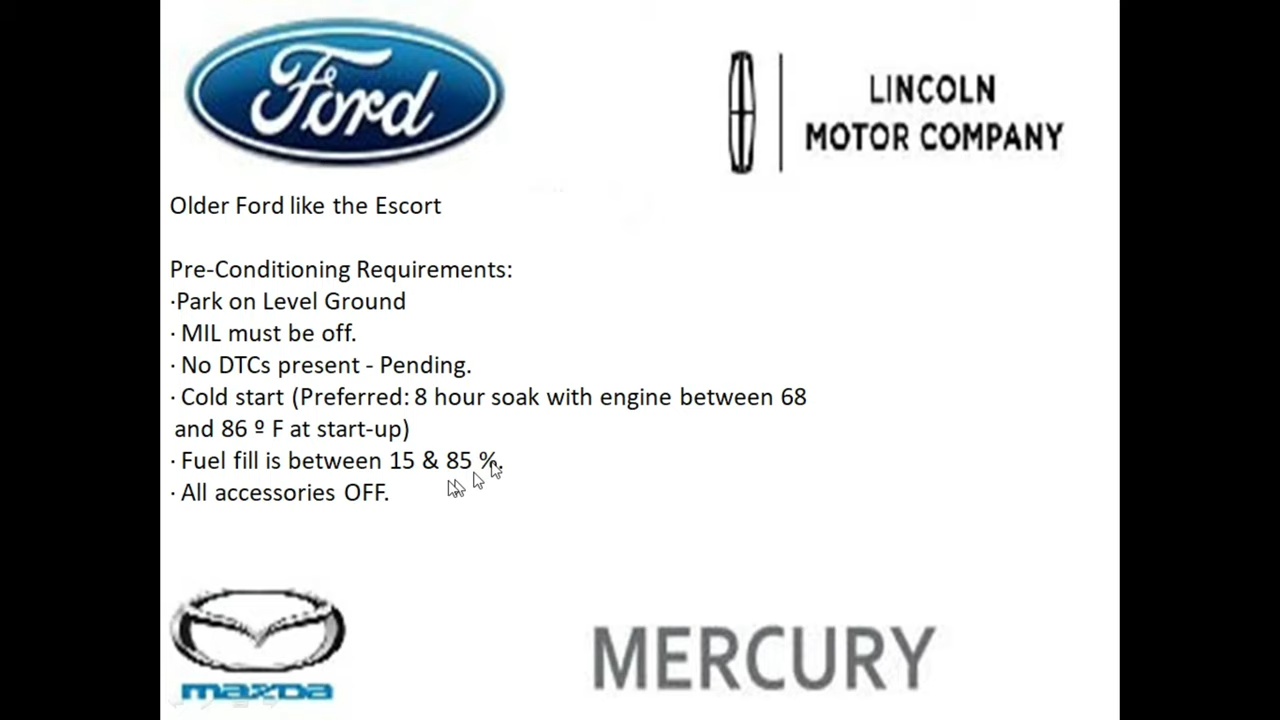 Ford
LINCOLN
MOTOR COMPANY
Older Ford like the Escort
Pre-Conditioning Requirements:
·Park on Level Ground
· MIL must be off.
· No DTCs present - Pending.
· Cold start (Preferred: 8 hour soak with engine between 68
and 86 º F at start-up)
· Fuel fill is between 15 & 85 %.
· All accessories OFF.
mazda
MERCURY